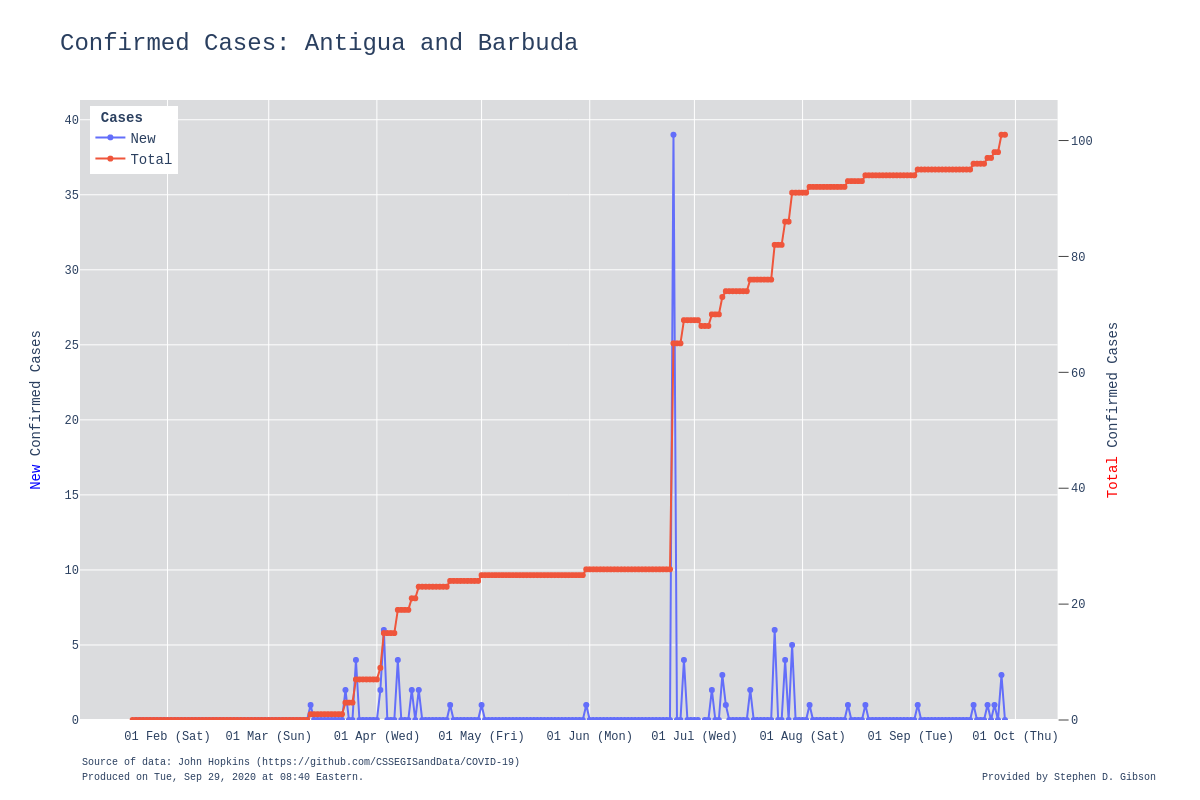 Confirmed Cases: Antigua and Barbuda
Cases
New
Total
40
35
30
25
20
15
10
5
0
100
80
60
40
20
0
New Confirmed Cases
Total Confirmed Cases
01 Feb (Sat)
01 Mar (Sun)
01 Apr (Wed)
01 May (Fri)
01 Jun (Mon)
01 Jul (Wed)
01 Aug (Sat)
01 Sep (Tue)
01 Oct (Thu)
Source of data: John Hopkins (https://github.com/CSSEGISandData/COVID-19)
Produced on Tue, Sep 29, 2020 at 08:40 Eastern.
Provided by Stephen D. Gibson